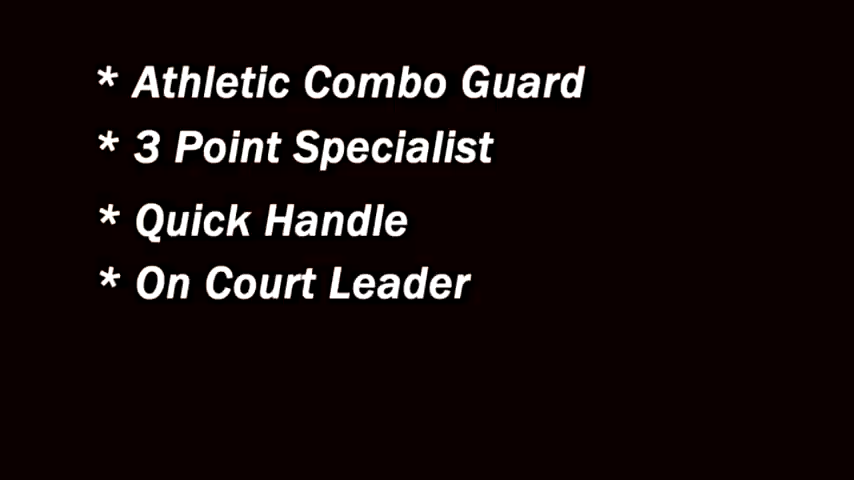 * Athletic Combo Guard
* 3 Point Specialist
* Quick Handle
* On Court Leader